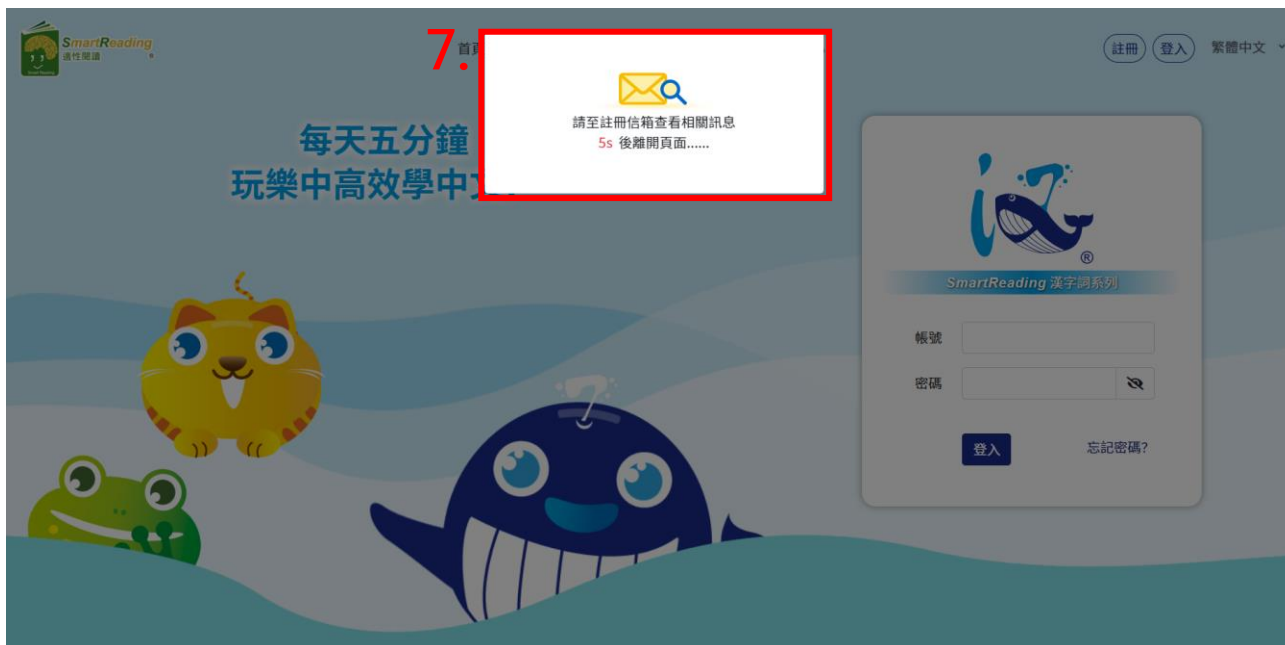 SmartReading
適性閱讀
7.
首頁
註冊 登入 繁體中文
請至註冊信箱查看相關訊息
5s 後離開頁面......
每天五分鐘
玩樂中高效學中
iZ
®
SmartReading 漢字詞系列
帳號
密碼
登入 忘記密碼?